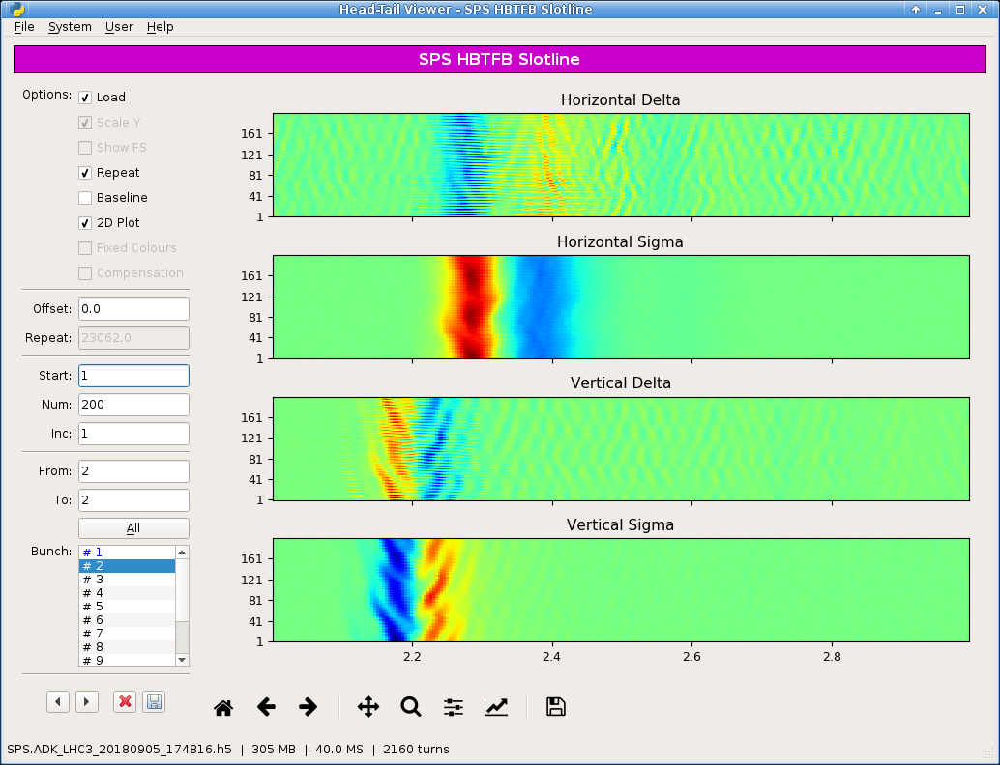 Head-Tail Viewer - SPS HBTFB Slotline
File System User Help
SPS HBTFB Slotline
Options:
Load
Scale Y
Show FS
Repeat
Baseline
2D Plot
Fixed Colours
Compensation
Offset: 0.0
Repeat: 23062.0
Start: 1
Num: 200
Inc: 1
From: 2
To: 2
All
Bunch:
# 1
# 2
# 3
# 4
# 5
# 6
# 7
# 8
# 9
Horizontal Delta
161
121
81
41
1
Horizontal Sigma
161
121
81
41
1
Vertical Delta
161
121
81
41
1
Vertical Sigma
161
121
81
41
1
2.2 2.4 2.6 2.8
SPS.ADK_LHC3_20180905_174816.h5 | 305 MB | 40.0 MS | 2160 turns